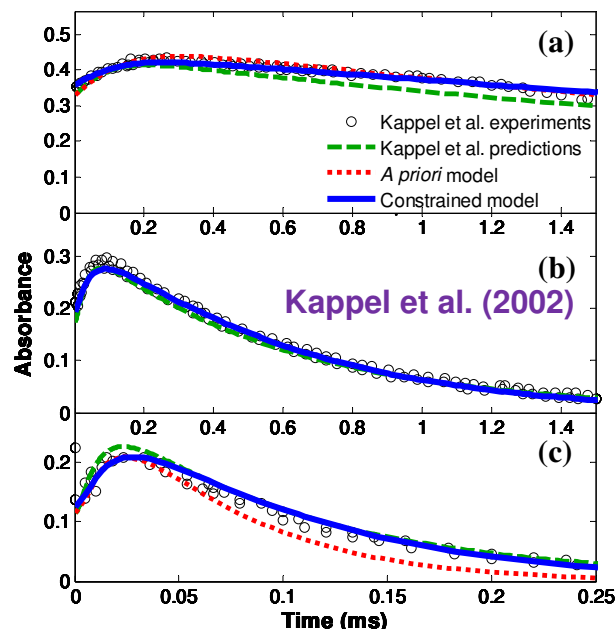 0.5
0.4
0.3
0.2
0.1
0
(a)
Kappel et al. experiments
Kappel et al. predictions
A priori model
Constrained model
0.2 0.4 0.6 0.8 1 1.2 1.4
0.3
0.2
0.1
0
(b)
Kappel et al. (2002)
Absorbance
0.2 0.4 0.6 0.8 1 1.2 1.4
0.2
0.1
0
(c)
0 0.05 0.1 0.15 0.2 0.25
Time (ms)